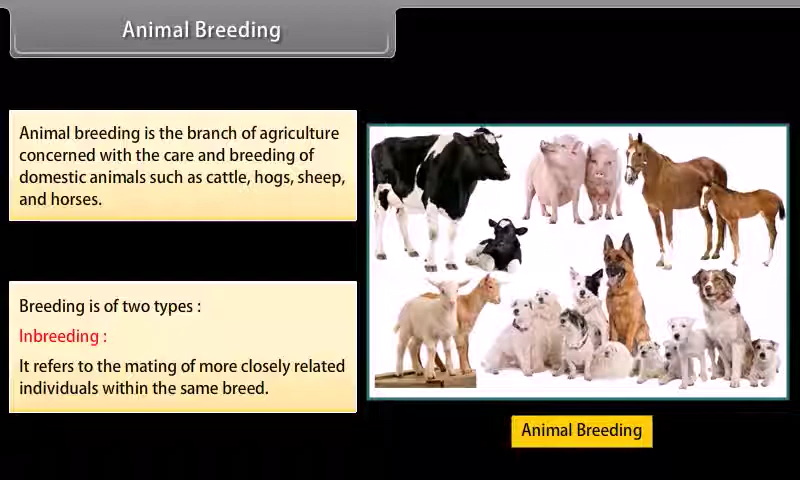 Animal Breeding
Animal breeding is the branch of agriculture
concerned with the care and breeding of
domestic animals such as cattle, hogs, sheep,
and horses.
Breeding is of two types :
Inbreeding :
It refers to the mating of more closely related
individuals within the same breed.
Animal Breeding